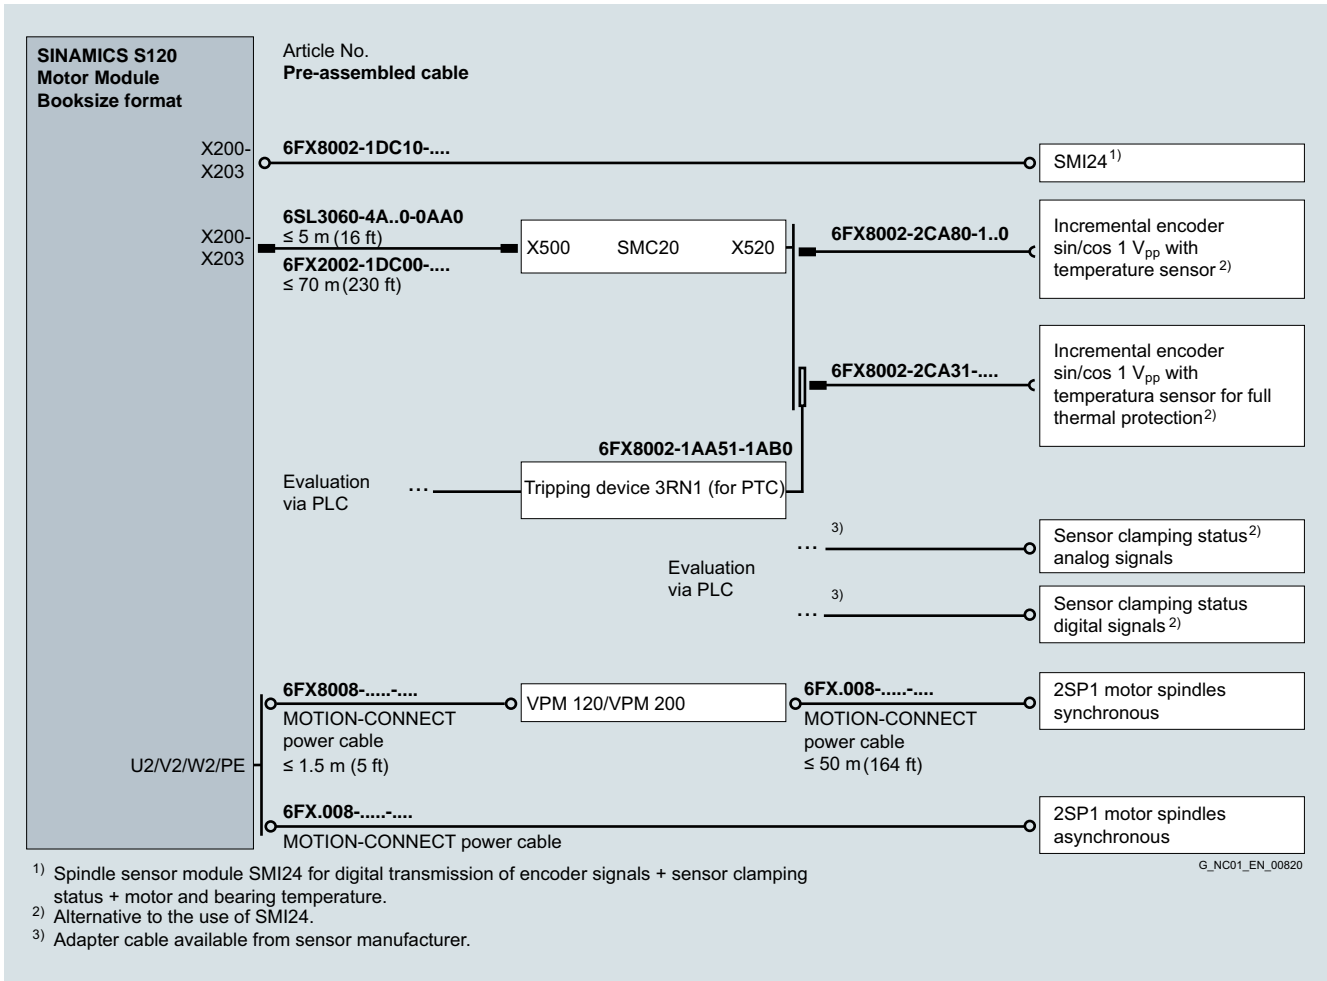 SINAMICS S120
Motor Module
Booksize format
Article No.
Pre-assembled cable
X200-
X203
6FX8002-1DC10-....
SMI24 1)
X200-
X203
6SL3060-4A..0-0AA0
≤ 5 m (16 ft)
6FX2002-1DC00-....
≤ 70 m (230 ft)
X500 SMC20 X520
6FX8002-2CA80-1..0
Incremental encoder
sin/cos 1 Vpp with
temperature sensor 2)
6FX8002-2CA31-....
Incremental encoder
sin/cos 1 Vpp with
temperatura sensor for full
thermal protection 2)
6FX8002-1AA51-1AB0
Evaluation
via PLC
...
Tripping device 3RN1 (for PTC)
Evaluation
via PLC
... 3)
Sensor clamping status 2)
analog signals
... 3)
Sensor clamping status
digital signals 2)
U2/V2/W2/PE
6FX8008-.....-....
MOTION-CONNECT
power cable
≤ 1.5 m (5 ft)
VPM 120/VPM 200
6FX.008-.....-....
MOTION-CONNECT
power cable
≤ 50 m (164 ft)
2SP1 motor spindles
synchronous
6FX.008-.....-....
MOTION-CONNECT power cable
2SP1 motor spindles
asynchronous
G_NC01_EN_00820
1) Spindle sensor module SMI24 for digital transmission of encoder signals + sensor clamping
status + motor and bearing temperature.
2) Alternative to the use of SMI24.
3) Adapter cable available from sensor manufacturer.